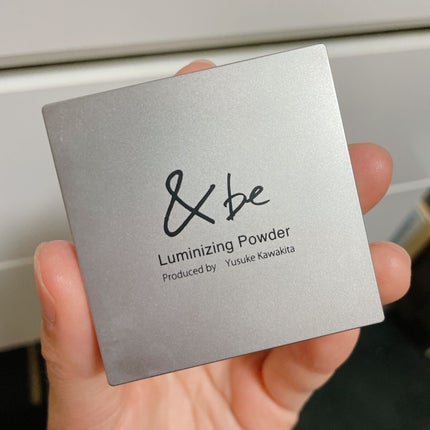 &be
Luminizing Powder
Produced by Yusuke Kawakita